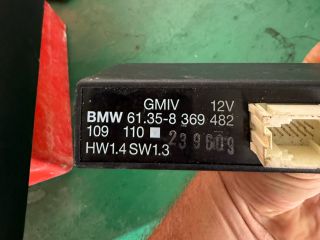 GMIV 12V
BMW 61.35-8 369 482
109 110 239609
HW1.4 SW1.3